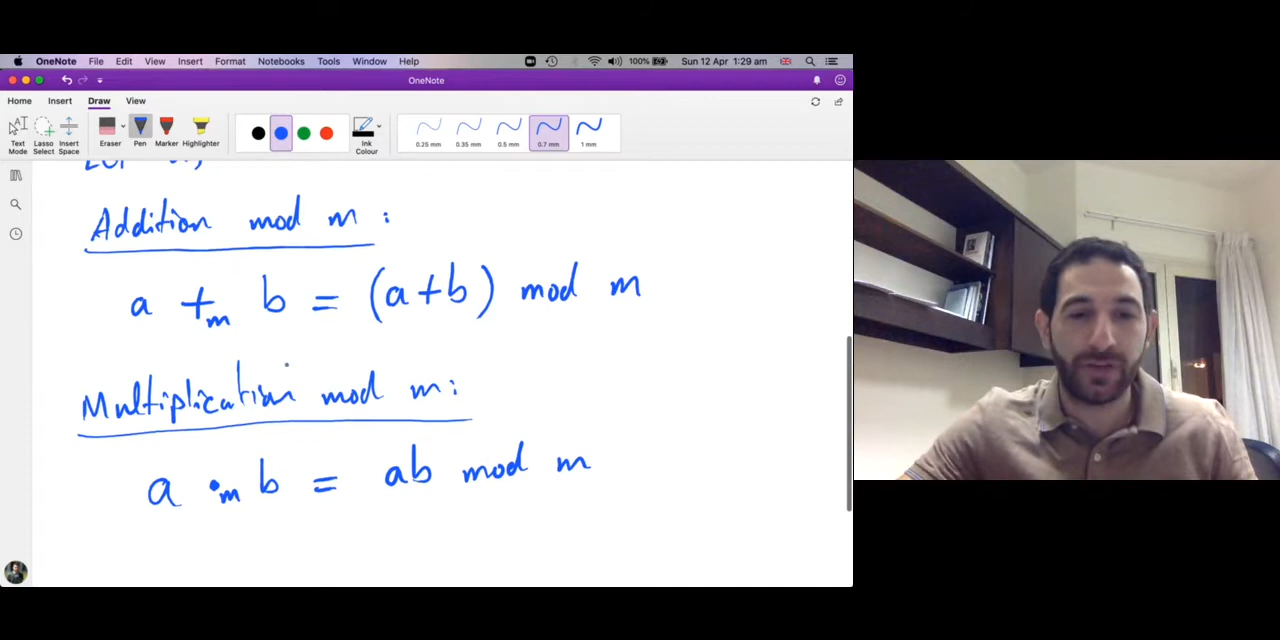 OneNote File Edit View Insert Format Notebooks Tools Window Help 100% Sun 12 Apr 1:29 am
OneNote
Home Insert Draw View
Text Mode Lasso Select Insert Space Eraser Pen Marker Highlighter Ink Colour 0.25 mm 0.35 mm 0.5 mm 0.7 mm 1 mm
Addition mod m :
a +m b = (a+b) mod m
Multiplication mod m :
a ·m b = ab mod m